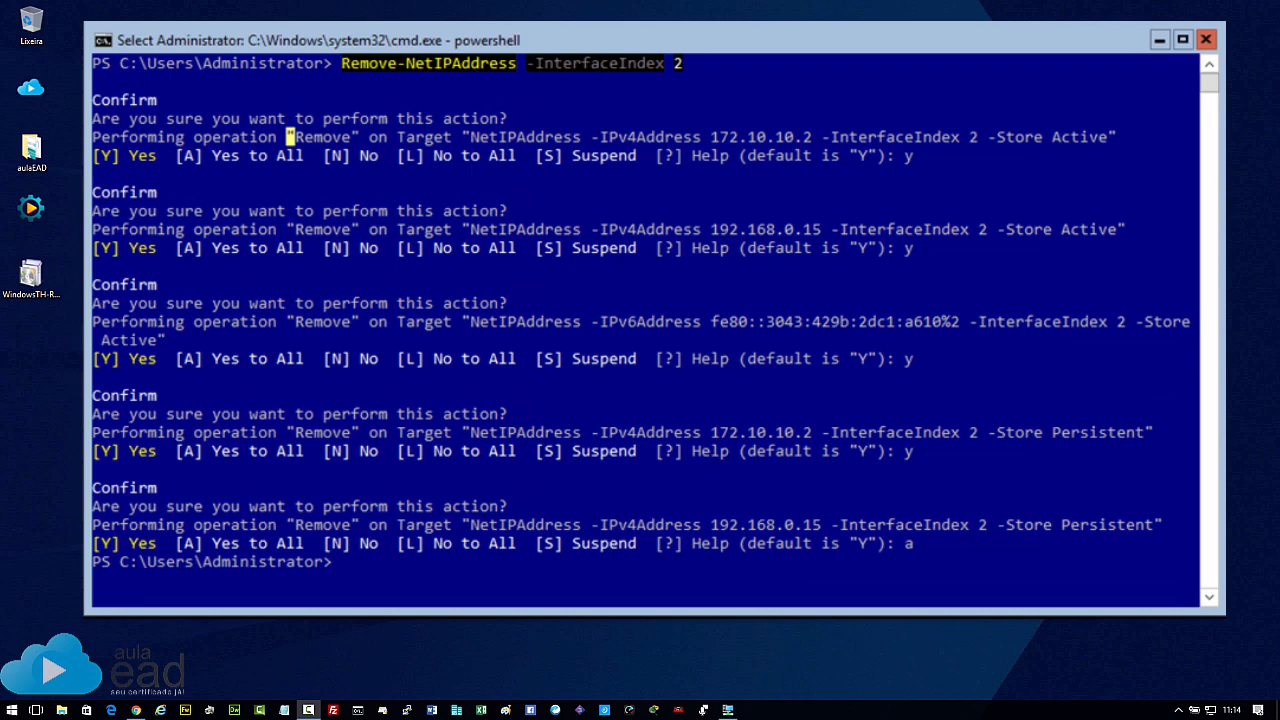 Lixeira
aulaEAD
WindowsTH-R...
Select Administrator: C:\Windows\system32\cmd.exe - powershell
PS C:\Users\Administrator> Remove-NetIPAddress -InterfaceIndex 2
Confirm
Are you sure you want to perform this action?
Performing operation "Remove" on Target "NetIPAddress -IPv4Address 172.10.10.2 -InterfaceIndex 2 -Store Active"
[Y] Yes  [A] Yes to All  [N] No  [L] No to All  [S] Suspend  [?] Help (default is "Y"): y
Confirm
Are you sure you want to perform this action?
Performing operation "Remove" on Target "NetIPAddress -IPv4Address 192.168.0.15 -InterfaceIndex 2 -Store Active"
[Y] Yes  [A] Yes to All  [N] No  [L] No to All  [S] Suspend  [?] Help (default is "Y"): y
Confirm
Are you sure you want to perform this action?
Performing operation "Remove" on Target "NetIPAddress -IPv6Address fe80::3043:429b:2dc1:a610%2 -InterfaceIndex 2 -Store
Active"
[Y] Yes  [A] Yes to All  [N] No  [L] No to All  [S] Suspend  [?] Help (default is "Y"): y
Confirm
Are you sure you want to perform this action?
Performing operation "Remove" on Target "NetIPAddress -IPv4Address 172.10.10.2 -InterfaceIndex 2 -Store Persistent"
[Y] Yes  [A] Yes to All  [N] No  [L] No to All  [S] Suspend  [?] Help (default is "Y"): y
Confirm
Are you sure you want to perform this action?
Performing operation "Remove" on Target "NetIPAddress -IPv4Address 192.168.0.15 -InterfaceIndex 2 -Store Persistent"
[Y] Yes  [A] Yes to All  [N] No  [L] No to All  [S] Suspend  [?] Help (default is "Y"): a
PS C:\Users\Administrator>
aula
ead
seu certificado já!
11:14